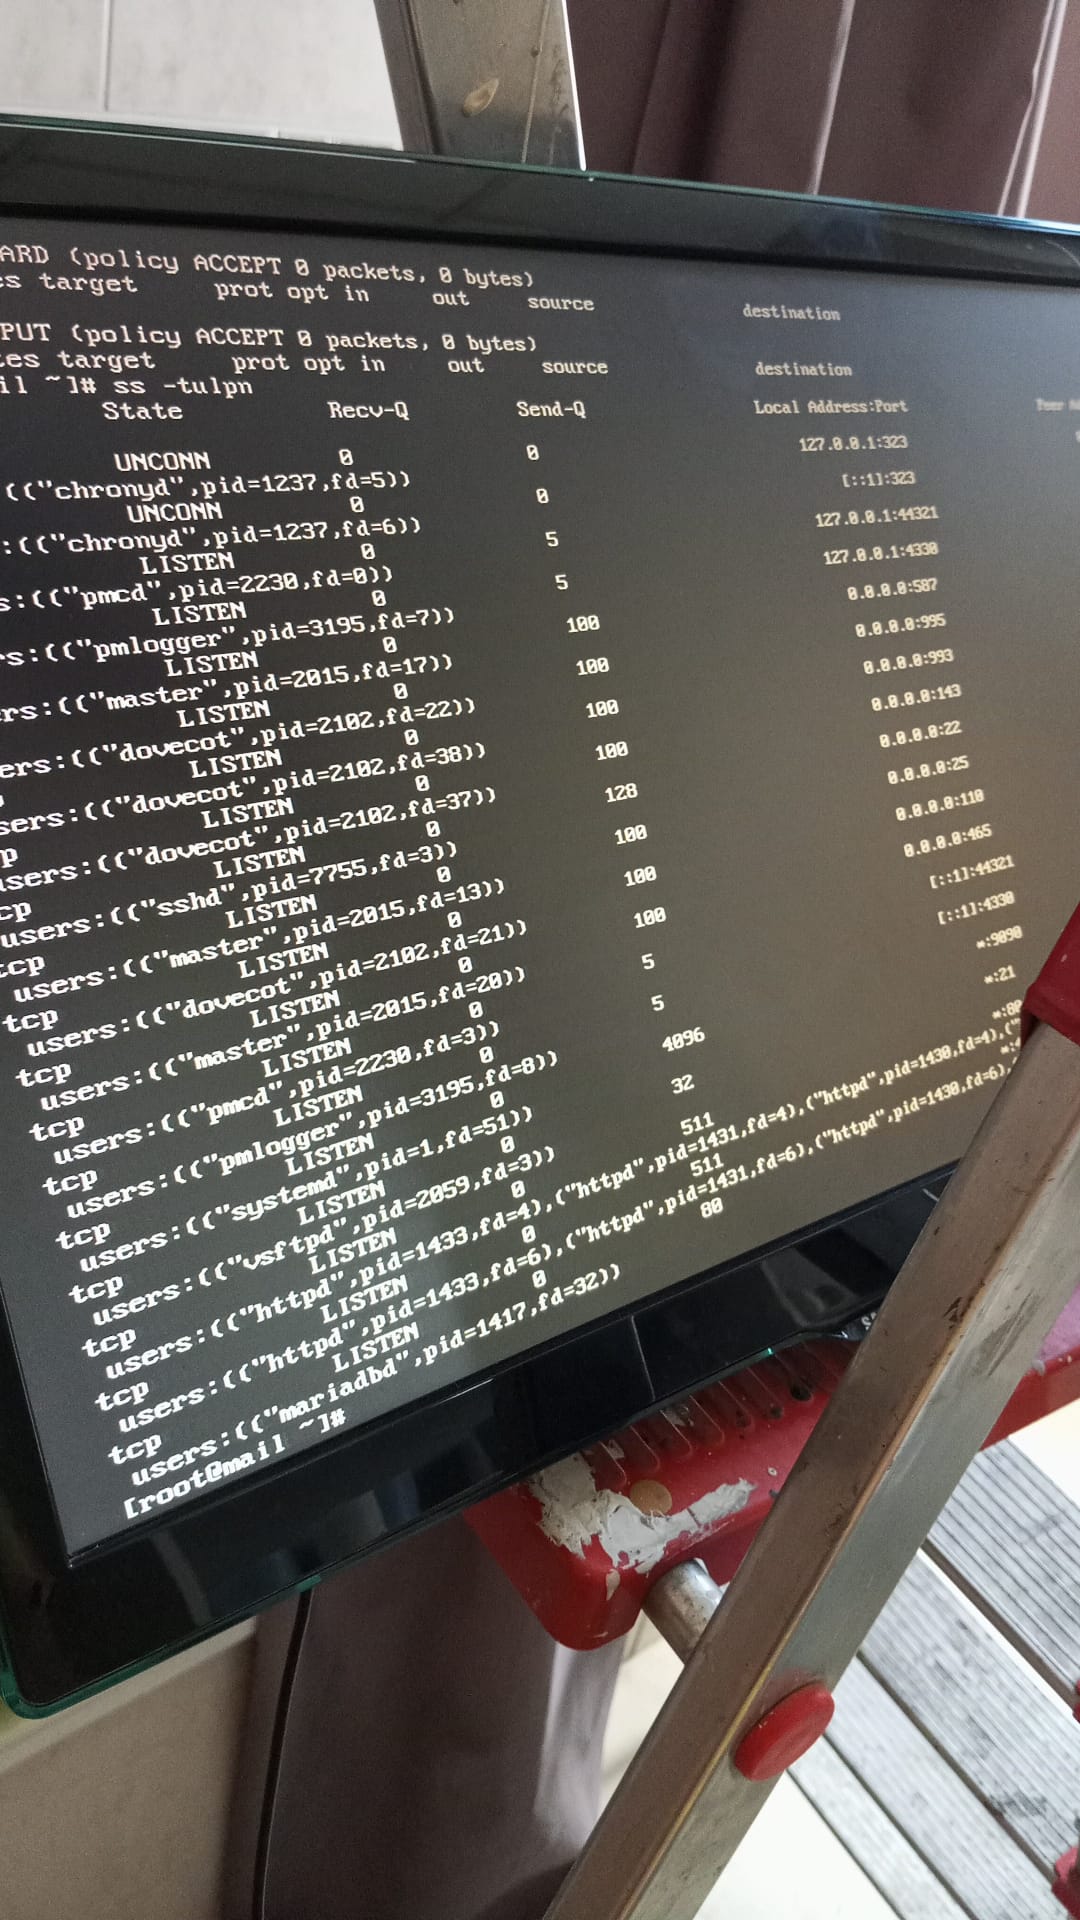 ARD (policy ACCEPT 0 packets, 0 bytes)
es target prot opt in out source destination
PUT (policy ACCEPT 0 packets, 0 bytes)
es target prot opt in out source destination
il ~]# ss -tulpn
State Recv-Q Send-Q Local Address:Port Peer
UNCONN 0 0 127.0.0.1:323
(("chronyd",pid=1237,fd=5))
UNCONN 0 0 [::1]:323
:(("chronyd",pid=1237,fd=6))
LISTEN 0 5 127.0.0.1:44321
s:(("pmcd",pid=2230,fd=0))
LISTEN 0 5 127.0.0.1:4330
rs:(("pmlogger",pid=3195,fd=7))
LISTEN 0 100 0.0.0.0:587
ers:(("master",pid=2015,fd=17))
LISTEN 0 100 0.0.0.0:995
ers:(("dovecot",pid=2102,fd=22))
LISTEN 0 100 0.0.0.0:993
sers:(("dovecot",pid=2102,fd=38))
p LISTEN 0 100 0.0.0.0:143
users:(("dovecot",pid=2102,fd=37))
cp LISTEN 0 128 0.0.0.0:22
users:(("sshd",pid=7755,fd=3))
tcp LISTEN 0 100 0.0.0.0:25
users:(("master",pid=2015,fd=13))
tcp LISTEN 0 100 0.0.0.0:110
users:(("dovecot",pid=2102,fd=21))
tcp LISTEN 0 100 0.0.0.0:465
users:(("master",pid=2015,fd=20))
tcp LISTEN 0 5 [::1]:44321
users:(("pmcd",pid=2230,fd=3))
tcp LISTEN 0 5 [::1]:4330
users:(("pmlogger",pid=3195,fd=8))
tcp LISTEN 0 4096 *:9090
users:(("systemd",pid=1,fd=51))
tcp LISTEN 0 32 *:21
users:(("vsftpd",pid=2059,fd=3))
tcp LISTEN 0 511 *:80
users:(("httpd",pid=1433,fd=4),("httpd",pid=1431,fd=4),("httpd",pid=1430,fd=4),("
tcp LISTEN 0 511 *:4
users:(("httpd",pid=1433,fd=6),("httpd",pid=1431,fd=6),("httpd",pid=1430,fd=6),
tcp LISTEN 0 80
users:(("mariadbd",pid=1417,fd=32))
[root@mail ~]#